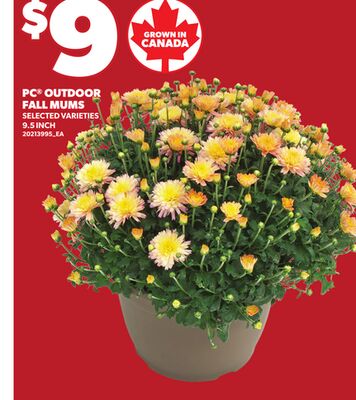 $9
GROWN IN
CANADA
PC® OUTDOOR
FALL MUMS
SELECTED VARIETIES
9.5 INCH
20213995_EA